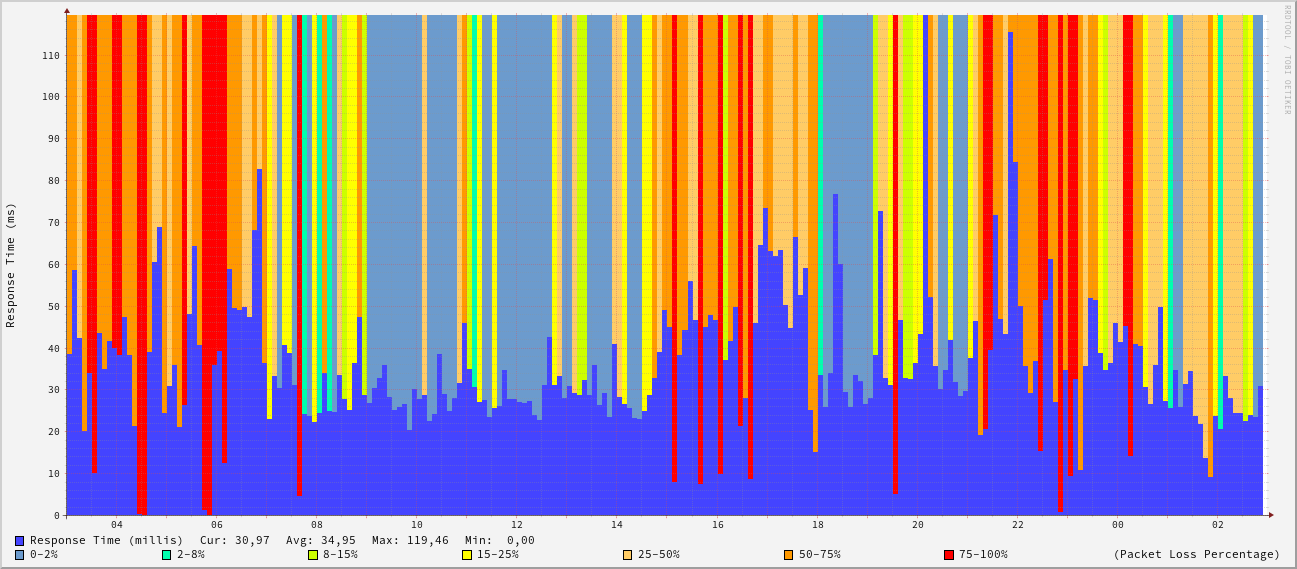 RRDTOOL / TOBI OETIKER
Response Time (ms)
110
100
90
80
70
60
50
40
30
20
10
0
04 06 08 10 12 14 16 18 20 22 00 02
Response Time (millis) Cur: 30,97 Avg: 34,95 Max: 119,46 Min: 0,00
0-2% 2-8% 8-15% 15-25% 25-50% 50-75% 75-100% (Packet Loss Percentage)